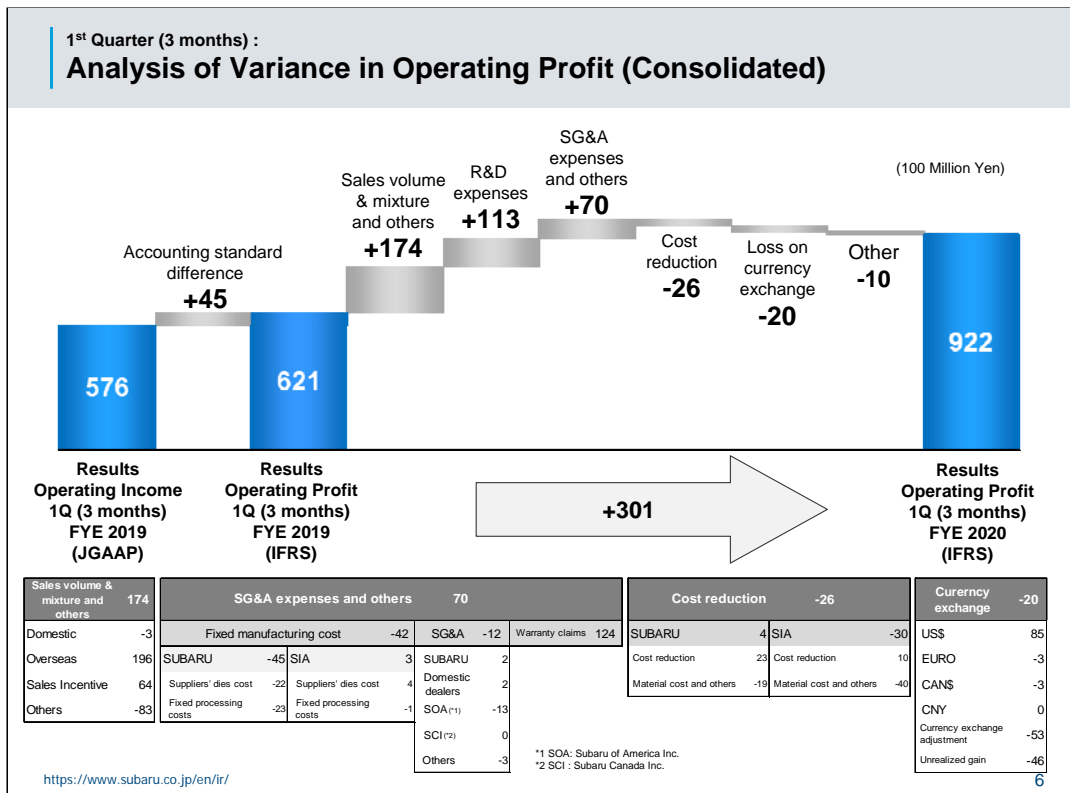 1st Quarter (3 months) :
Analysis of Variance in Operating Profit (Consolidated)
(100 Million Yen)
Accounting standard
difference
+45
Sales volume
& mixture
and others
+174
R&D
expenses
+113
SG&A
expenses
and others
+70
Cost
reduction
-26
Loss on
currency
exchange
-20
Other
-10
576
621
922
Results
Operating Income
1Q (3 months)
FYE 2019
(JGAAP)
Results
Operating Profit
1Q (3 months)
FYE 2019
(IFRS)
+301
Results
Operating Profit
1Q (3 months)
FYE 2020
(IFRS)
Sales volume &
mixture and
others
174
Domestic -3
Overseas 196
Sales Incentive 64
Others -83
SG&A expenses and others 70
Fixed manufacturing cost -42
SUBARU -45 SIA 3
Suppliers' dies cost -22 Suppliers' dies cost 4
Fixed processing
costs
-23
Fixed processing
costs
-1
SG&A -12
SUBARU 2
Domestic
dealers
2
SOA (*1) -13
SCI (*2) 0
Others -3
Warranty claims 124
Cost reduction -26
SUBARU 4 SIA -30
Cost reduction 23 Cost reduction 10
Material cost and others -19 Material cost and others -40
Curerncy
exchange
-20
US$ 85
EURO -3
CAN$ -3
CNY 0
Currency exchange
adjustment
-53
Unrealized gain -46
*1 SOA: Subaru of America Inc.
*2 SCI : Subaru Canada Inc.
https://www.subaru.co.jp/en/ir/
6